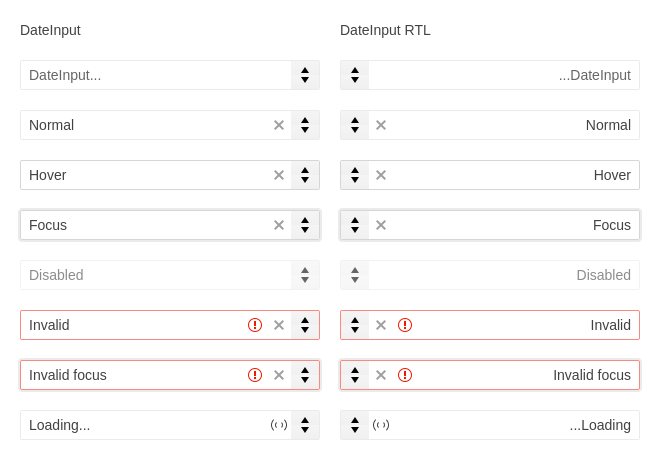 DateInput DateInput RTL
DateInput... ...DateInput
Normal Normal
Hover Hover
Focus Focus
Disabled Disabled
Invalid Invalid
Invalid focus Invalid focus
Loading... ...Loading